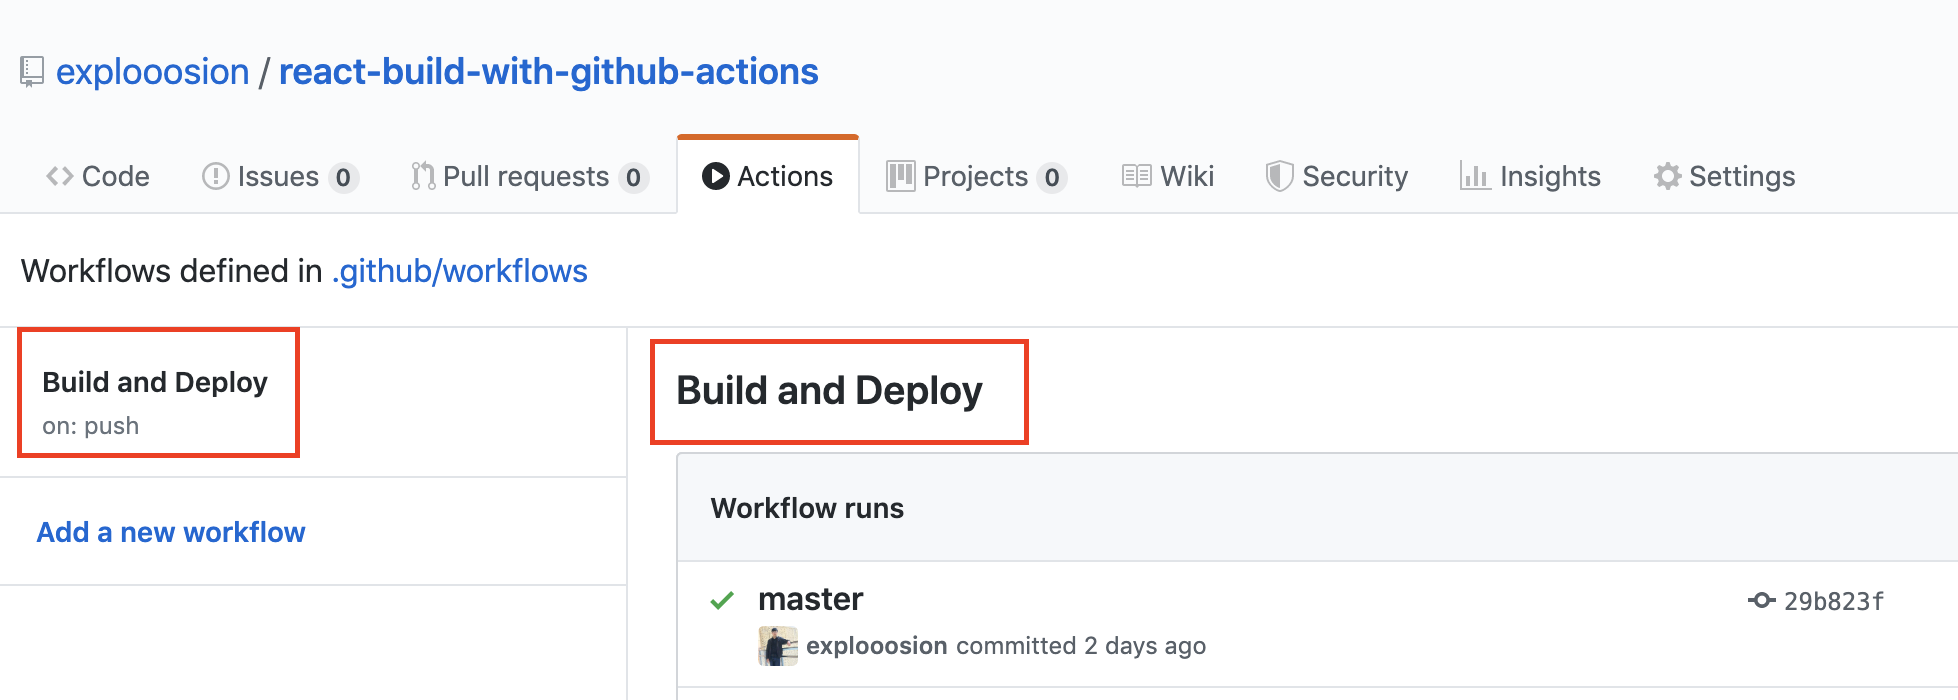 explooosion / react-build-with-github-actions
Code Issues 0 Pull requests 0 Actions Projects 0 Wiki Security Insights Settings
Workflows defined in .github/workflows
Build and Deploy
on: push
Add a new workflow
Build and Deploy
Workflow runs
master 29b823f
explooosion committed 2 days ago